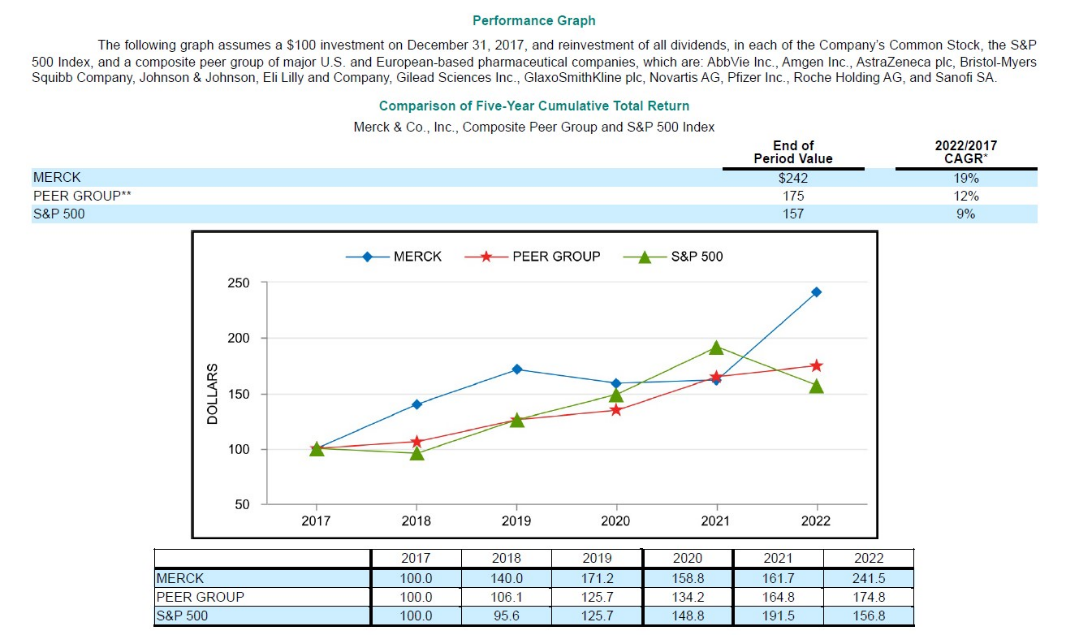 Performance Graph
The following graph assumes a $100 investment on December 31, 2017, and reinvestment of all dividends, in each of the Company's Common Stock, the S&P
500 Index, and a composite peer group of major U.S. and European-based pharmaceutical companies, which are: AbbVie Inc., Amgen Inc., AstraZeneca plc, Bristol-Myers
Squibb Company, Johnson & Johnson, Eli Lilly and Company, Gilead Sciences Inc., GlaxoSmithKline plc, Novartis AG, Pfizer Inc., Roche Holding AG, and Sanofi SA.
Comparison of Five-Year Cumulative Total Return
Merck & Co., Inc., Composite Peer Group and S&P 500 Index
End of 2022/2017
Period Value CAGR*
MERCK $242 19%
PEER GROUP** 175 12%
S&P 500 157 9%
MERCK PEER GROUP S&P 500
250
200
150
100
50
DOLLARS
2017 2018 2019 2020 2021 2022
2017 2018 2019 2020 2021 2022
MERCK 100.0 140.0 171.2 158.8 161.7 241.5
PEER GROUP 100.0 106.1 125.7 134.2 164.8 174.8
S&P 500 100.0 95.6 125.7 148.8 191.5 156.8